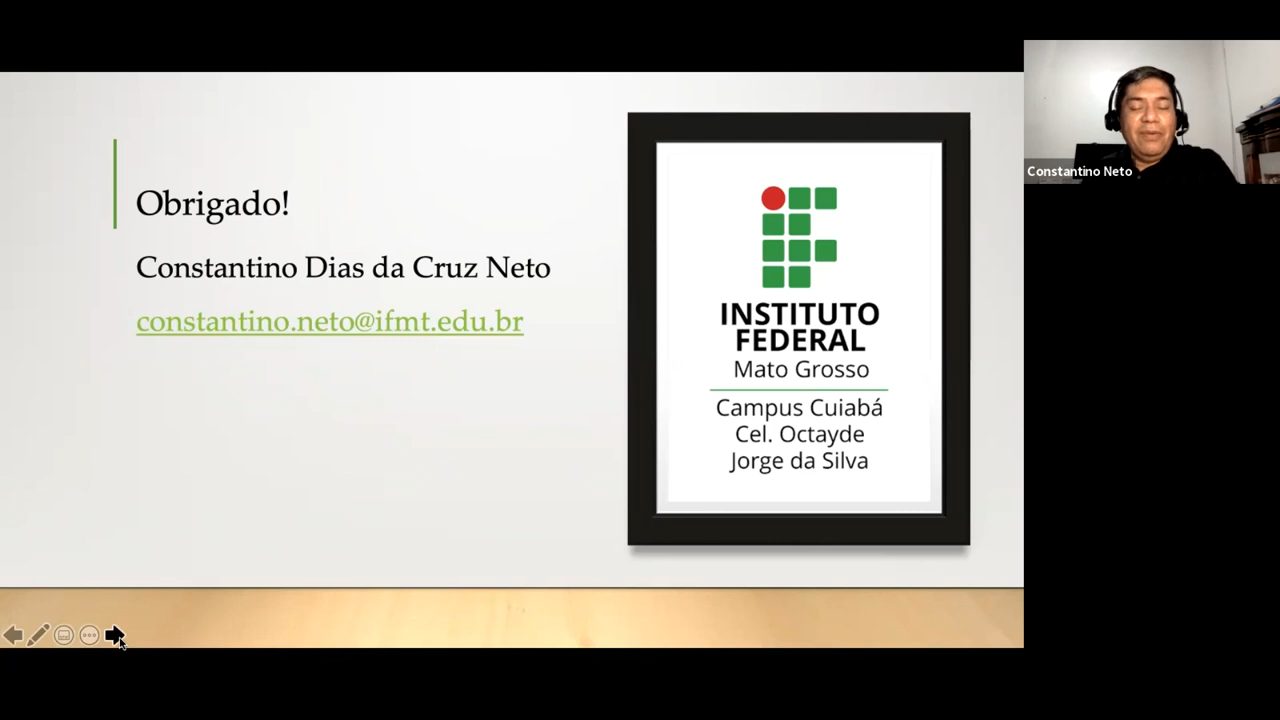 Obrigado!
Constantino Dias da Cruz Neto
constantino.neto@ifmt.edu.br
INSTITUTO
FEDERAL
Mato Grosso
Campus Cuiabá
Cel. Octayde
Jorge da Silva
Constantino Neto